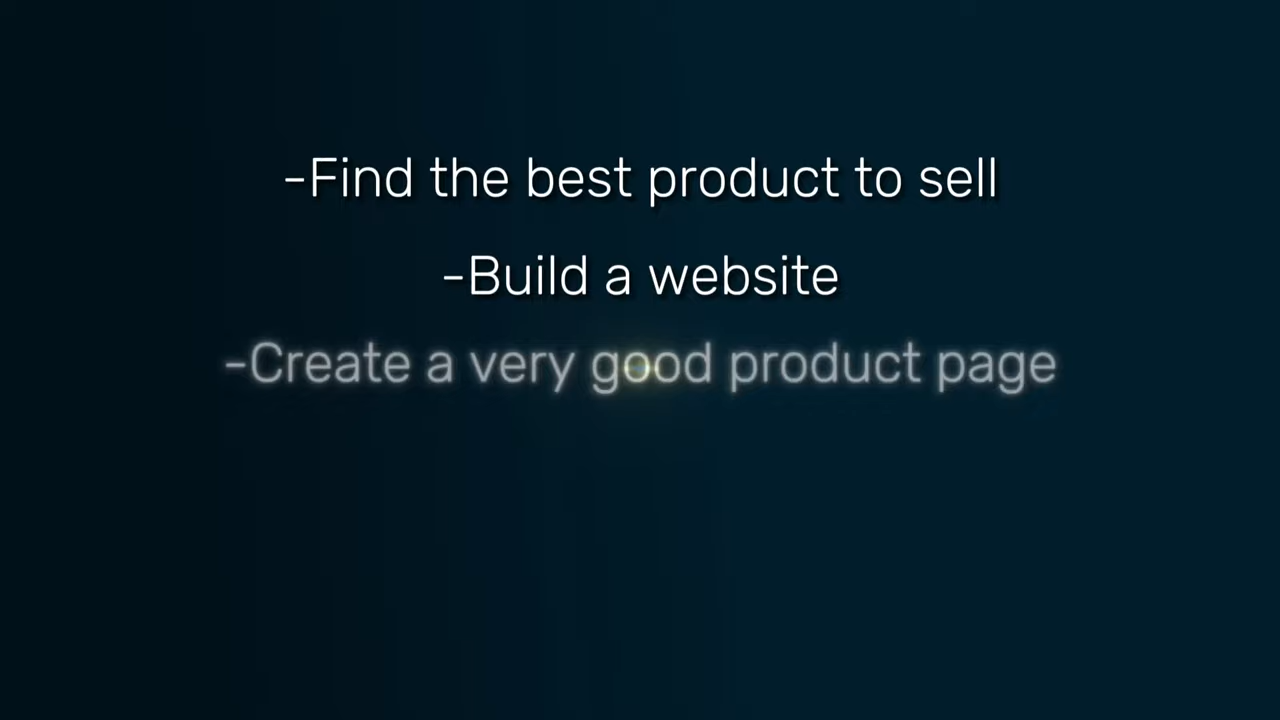 -Find the best product to sell
-Build a website
-Create a very good product page